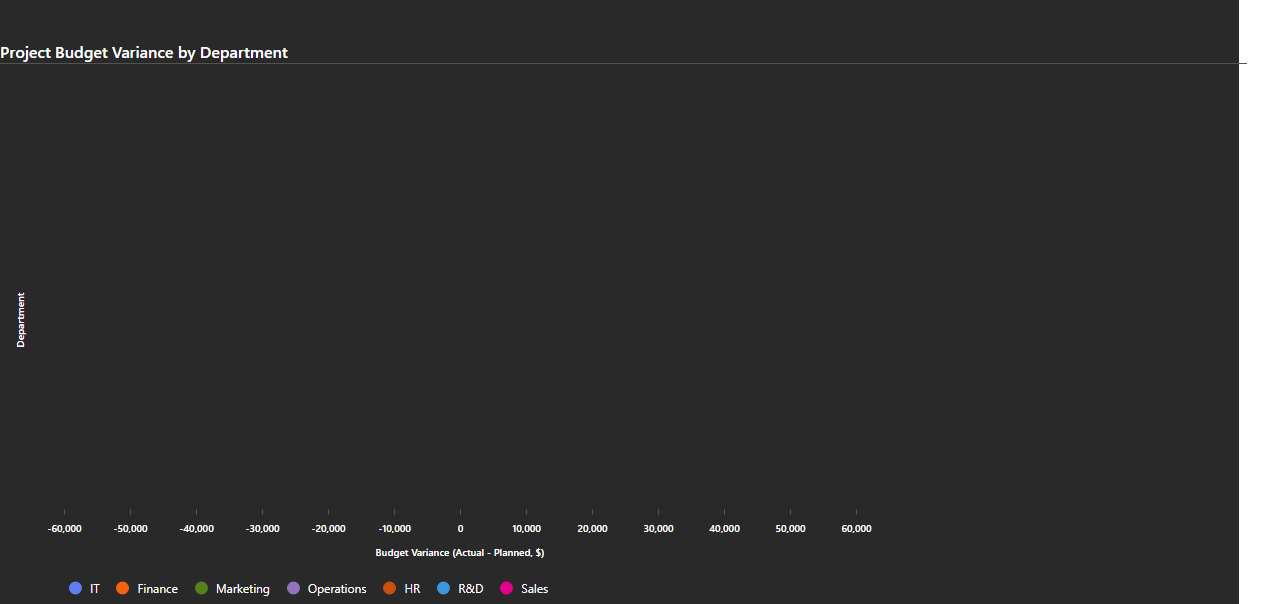 Project Budget Variance by Department
Department
-60,000 -50,000 -40,000 -30,000 -20,000 -10,000 0 10,000 20,000 30,000 40,000 50,000 60,000
Budget Variance (Actual - Planned, $)
IT Finance Marketing Operations HR R&D Sales